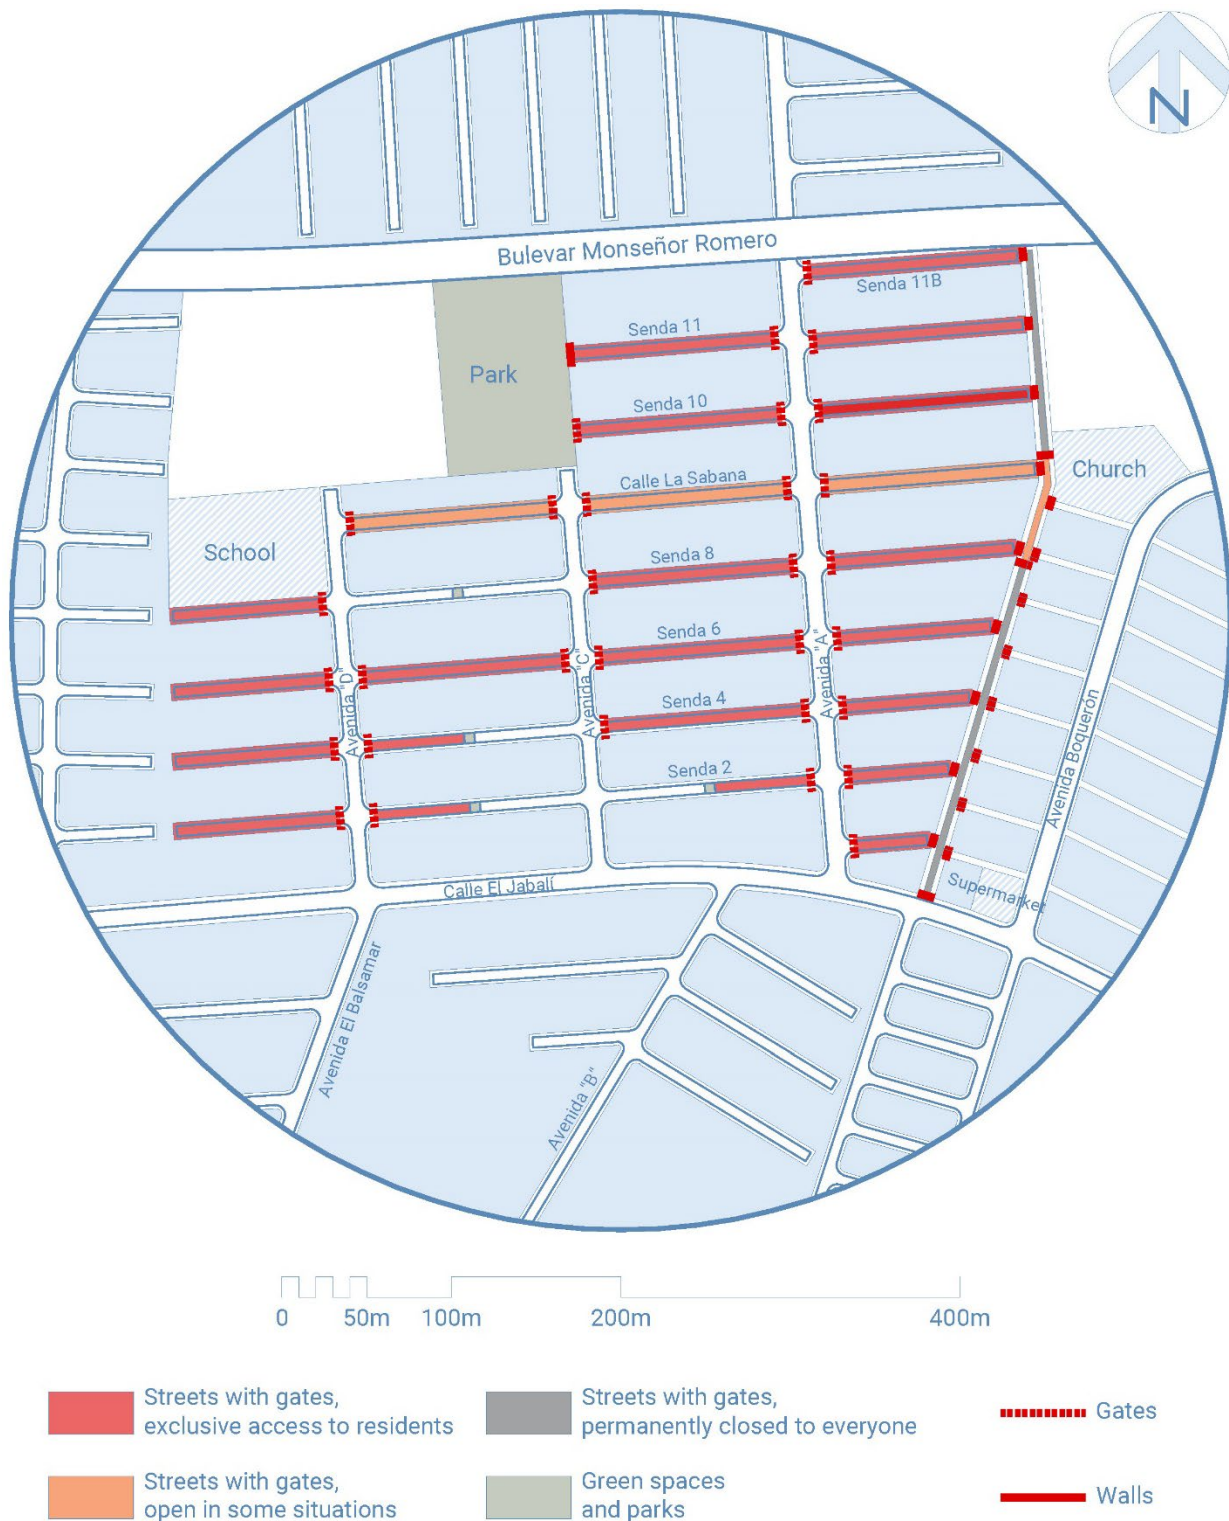 N
Bulevar Monseñor Romero
Senda 11B
Senda 11
Park
Senda 10
Church
Calle La Sabana
School
Senda 8
Senda 6
Avenida "A"
Avenida "C"
Avenida "D"
Senda 4
Avenida Boquerón
Senda 2
Calle El Jabalí
Supermarket
Avenida El Balsamar
Avenida "B"
0 50m 100m 200m 400m
Streets with gates,
exclusive access to residents
Streets with gates,
permanently closed to everyone
Gates
Streets with gates,
open in some situations
Green spaces
and parks
Walls